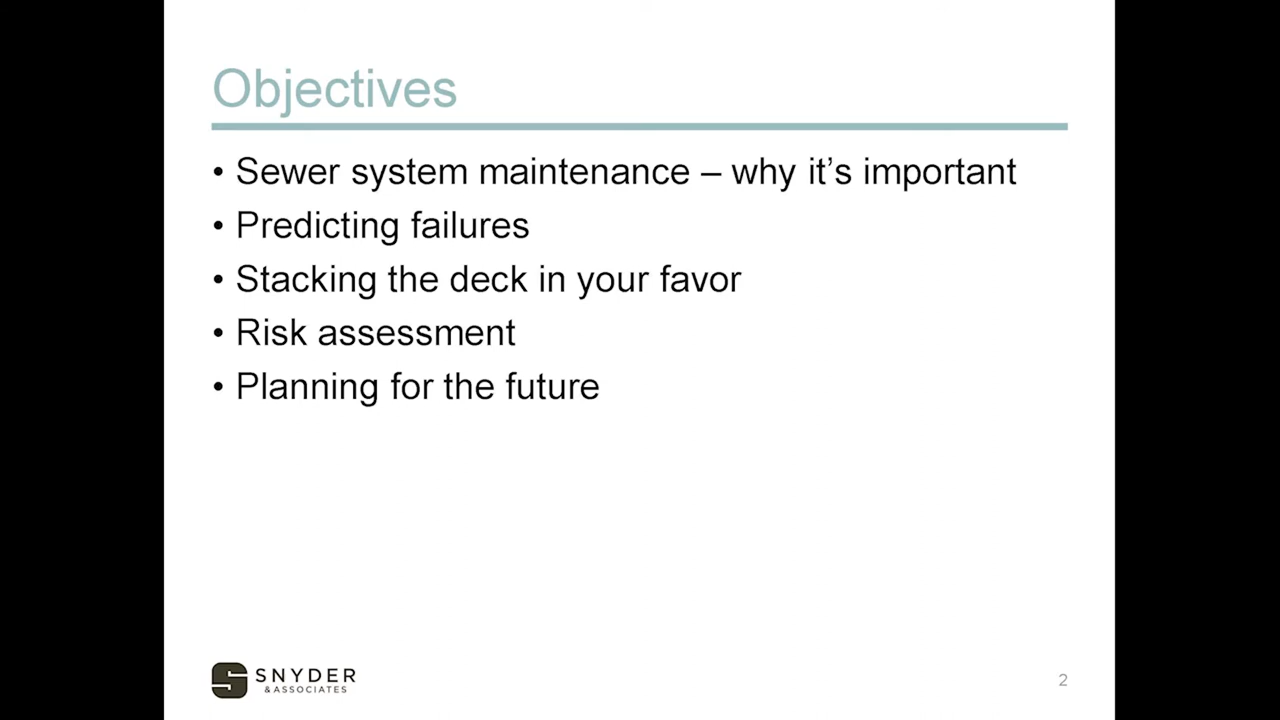 Objectives
• Sewer system maintenance – why it's important
• Predicting failures
• Stacking the deck in your favor
• Risk assessment
• Planning for the future
SNYDER
& ASSOCIATES
2